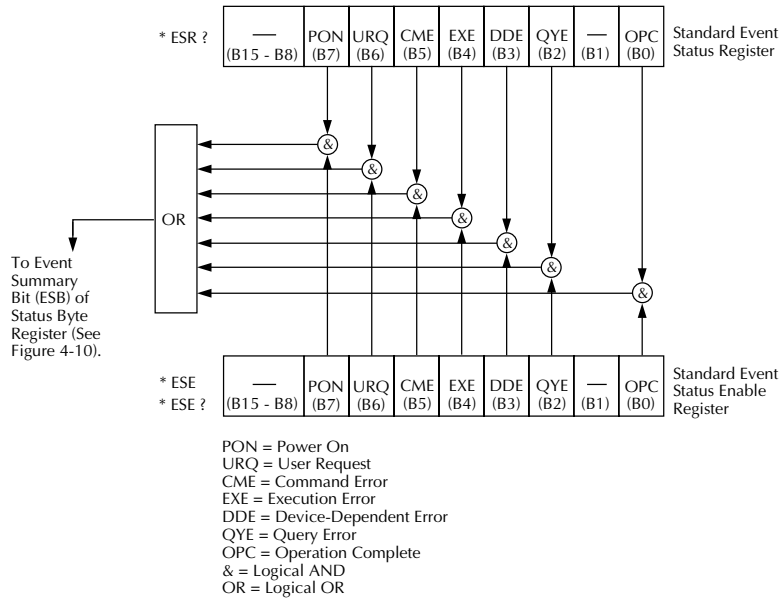 * ESR ?
— PON URQ CME EXE DDE QYE — OPC
(B15 - B8) (B7) (B6) (B5) (B4) (B3) (B2) (B1) (B0)
Standard Event
Status Register
&
&
&
&
&
&
&
OR
To Event
Summary
Bit (ESB) of
Status Byte
Register (See
Figure 4-10).
* ESE
* ESE ?
— PON URQ CME EXE DDE QYE — OPC
(B15 - B8) (B7) (B6) (B5) (B4) (B3) (B2) (B1) (B0)
Standard Event
Status Enable
Register
PON = Power On
URQ = User Request
CME = Command Error
EXE = Execution Error
DDE = Device-Dependent Error
QYE = Query Error
OPC = Operation Complete
& = Logical AND
OR = Logical OR